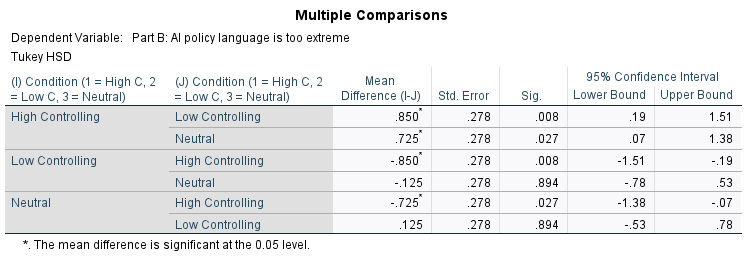 Multiple Comparisons
Dependent Variable: Part B: AI policy language is too extreme
Tukey HSD
(I) Condition (1 = High C, 2 = Low C, 3 = Neutral) (J) Condition (1 = High C, 2 = Low C, 3 = Neutral) Mean Difference (I-J) Std. Error Sig. 95% Confidence Interval Lower Bound Upper Bound
High Controlling Low Controlling .850* .278 .008 .19 1.51
Neutral .725* .278 .027 .07 1.38
Low Controlling High Controlling -.850* .278 .008 -1.51 -.19
Neutral -.125 .278 .894 -.78 .53
Neutral High Controlling -.725* .278 .027 -1.38 -.07
Low Controlling .125 .278 .894 -.53 .78
*. The mean difference is significant at the 0.05 level.